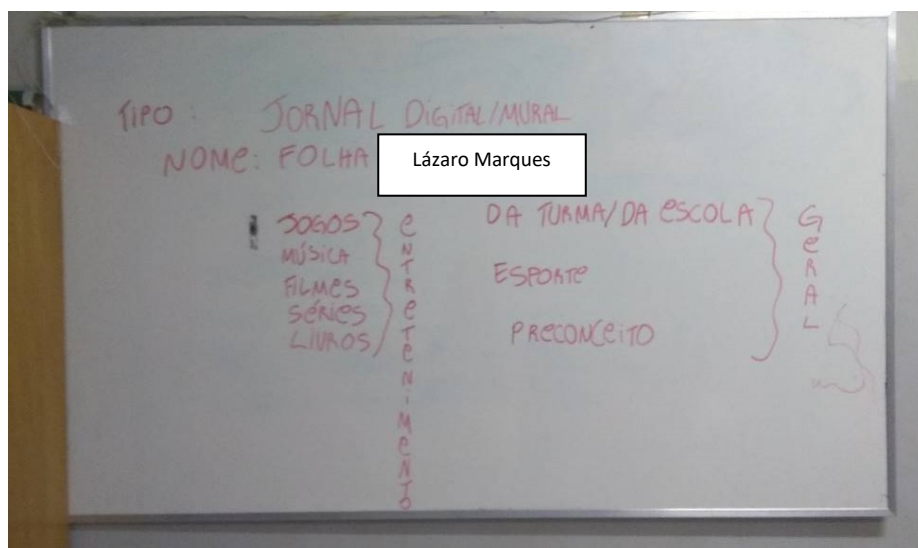 TIPO : JORNAL DIGITAL/MURAL
NOME: FOLHA Lázaro Marques
JOGOS
MÚSICA
FILMES
SÉRIES
LIVROS
ENTRETENIMENTO
DA TURMA/DA ESCOLA
ESPORTE
PRECONCEITO
GERAL